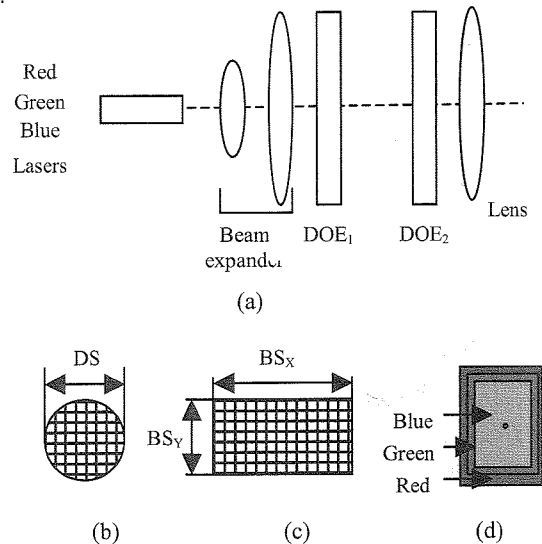 Red
Green
Blue
Lasers
Beam
DOE₁
DOE₂
Lens
(a)
DS
BSX
BSY
Blue
Green
Red
(b)
(c)
(d)